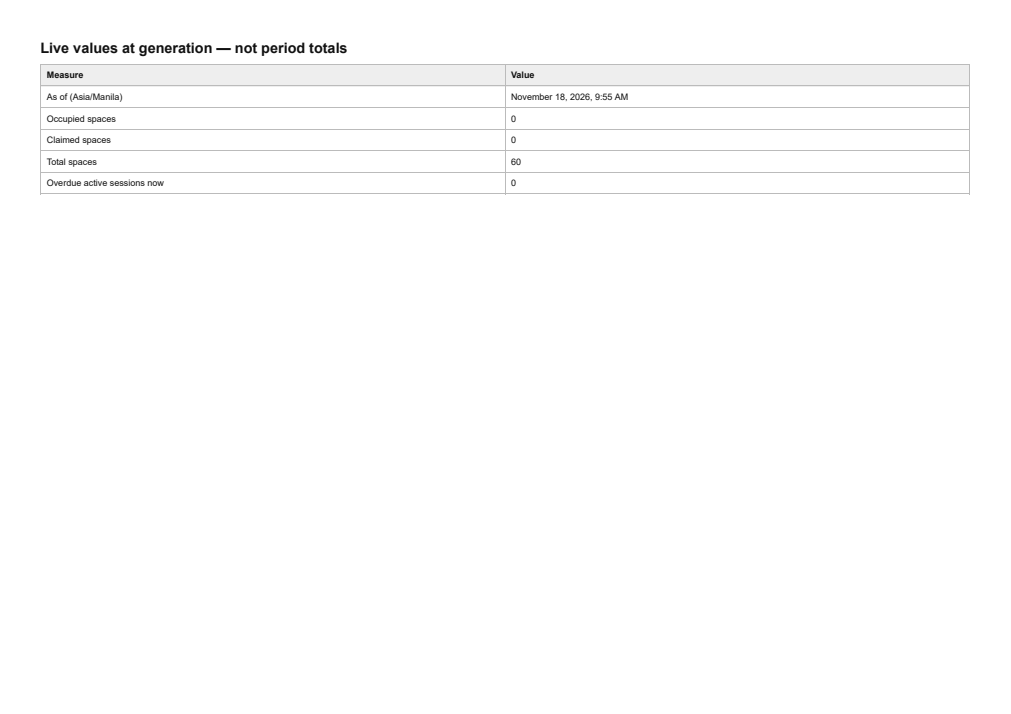 Live values at generation — not period totals
Measure Value
As of (Asia/Manila) November 18, 2026, 9:55 AM
Occupied spaces 0
Claimed spaces 0
Total spaces 60
Overdue active sessions now 0